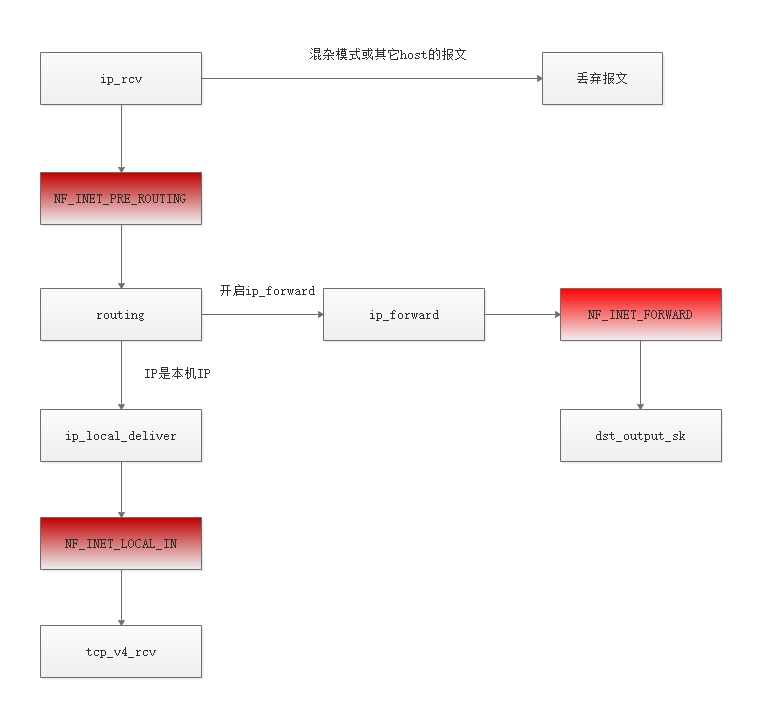 混杂模式或其它host的报文
ip_rcv
丢弃报文
NF_INET_PRE_ROUTING
开启ip_forward
routing
ip_forward
NF_INET_FORWARD
IP是本机IP
ip_local_deliver
dst_output_sk
NF_INET_LOCAL_IN
tcp_v4_rcv